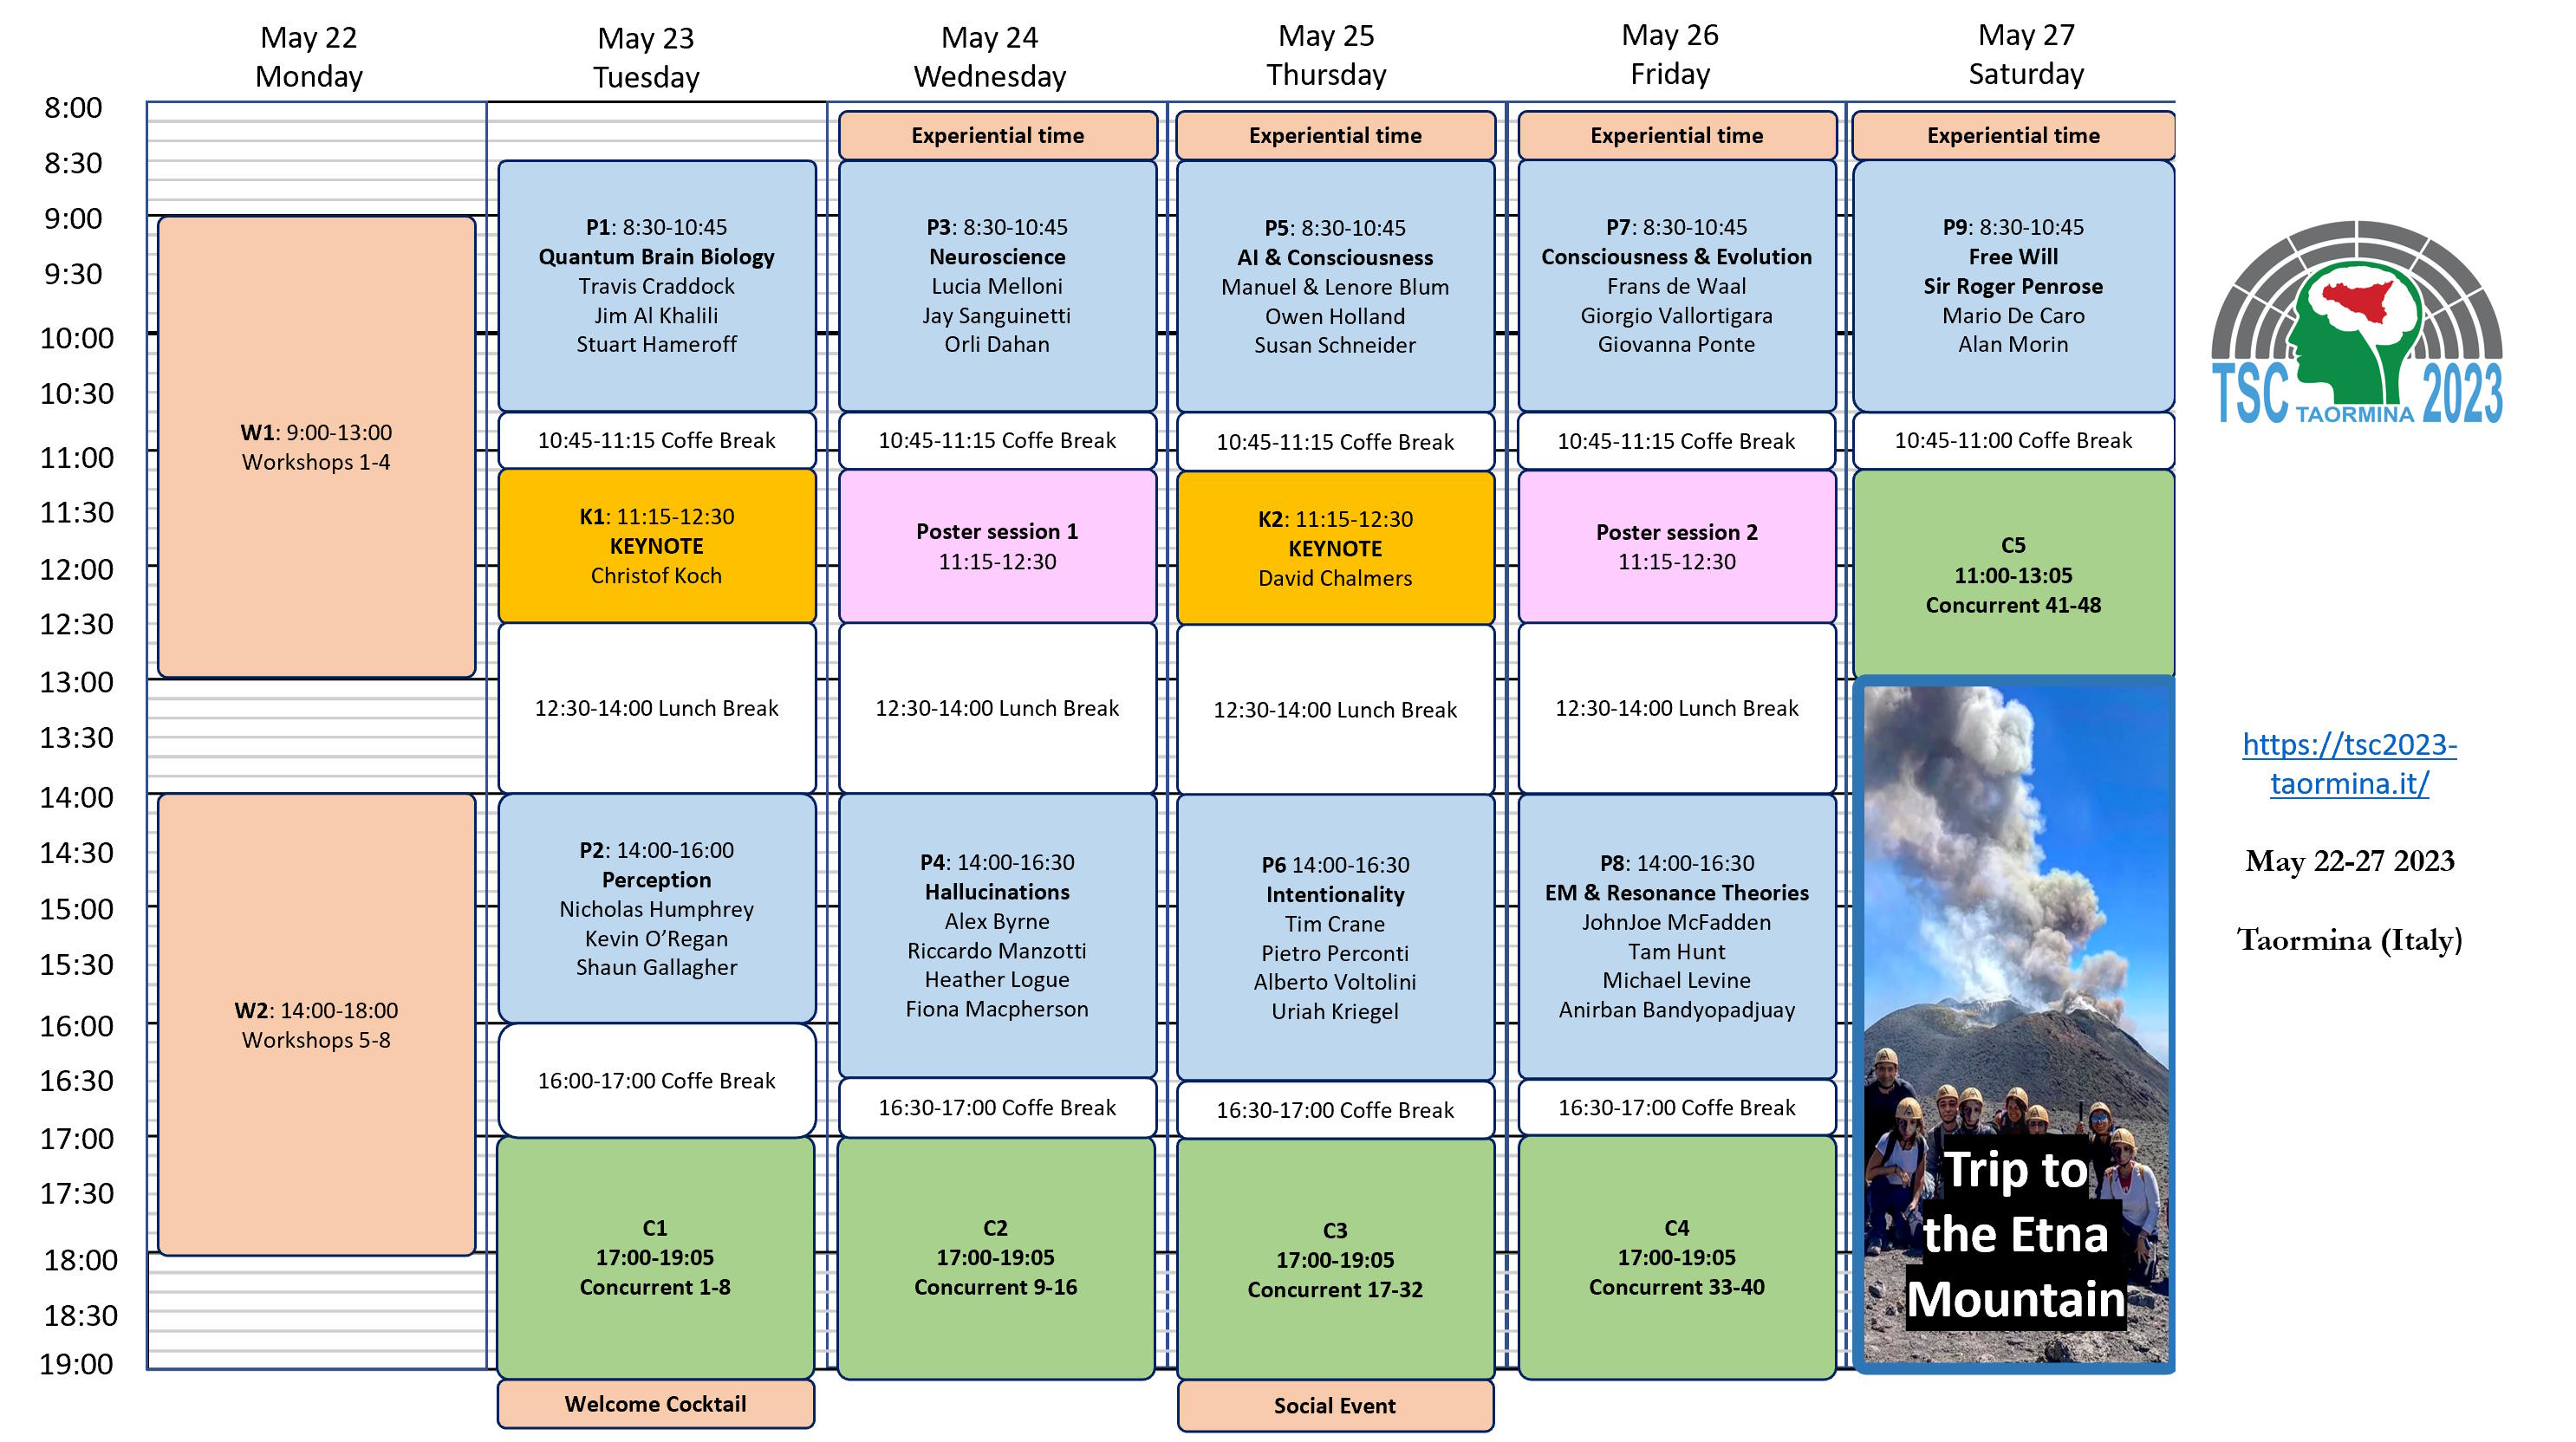 May 22
Monday
May 23
Tuesday
May 24
Wednesday
May 25
Thursday
May 26
Friday
May 27
Saturday
8:00
8:30
9:00
9:30
10:00
10:30
11:00
11:30
12:00
12:30
13:00
13:30
14:00
14:30
15:00
15:30
16:00
16:30
17:00
17:30
18:00
18:30
19:00
W1: 9:00-13:00
Workshops 1-4
W2: 14:00-18:00
Workshops 5-8
P1: 8:30-10:45
Quantum Brain Biology
Travis Craddock
Jim Al Khalili
Stuart Hameroff
10:45-11:15 Coffe Break
K1: 11:15-12:30
KEYNOTE
Christof Koch
12:30-14:00 Lunch Break
P2: 14:00-16:00
Perception
Nicholas Humphrey
Kevin O’Regan
Shaun Gallagher
16:00-17:00 Coffe Break
C1
17:00-19:05
Concurrent 1-8
Welcome Cocktail
Experiential time
P3: 8:30-10:45
Neuroscience
Lucia Melloni
Jay Sanguinetti
Orli Dahan
10:45-11:15 Coffe Break
Poster session 1
11:15-12:30
12:30-14:00 Lunch Break
P4: 14:00-16:30
Hallucinations
Alex Byrne
Riccardo Manzotti
Heather Logue
Fiona Macpherson
16:30-17:00 Coffe Break
C2
17:00-19:05
Concurrent 9-16
Experiential time
P5: 8:30-10:45
AI & Consciousness
Manuel & Lenore Blum
Owen Holland
Susan Schneider
10:45-11:15 Coffe Break
K2: 11:15-12:30
KEYNOTE
David Chalmers
12:30-14:00 Lunch Break
P6 14:00-16:30
Intentionality
Tim Crane
Pietro Perconti
Alberto Voltolini
Uriah Kriegel
16:30-17:00 Coffe Break
C3
17:00-19:05
Concurrent 17-32
Social Event
Experiential time
P7: 8:30-10:45
Consciousness & Evolution
Frans de Waal
Giorgio Vallortigara
Giovanna Ponte
10:45-11:15 Coffe Break
Poster session 2
11:15-12:30
12:30-14:00 Lunch Break
P8: 14:00-16:30
EM & Resonance Theories
JohnJoe McFadden
Tam Hunt
Michael Levine
Anirban Bandyopadjuay
16:30-17:00 Coffe Break
C4
17:00-19:05
Concurrent 33-40
Experiential time
P9: 8:30-10:45
Free Will
Sir Roger Penrose
Mario De Caro
Alan Morin
10:45-11:00 Coffe Break
C5
11:00-13:05
Concurrent 41-48
Trip to
the Etna
Mountain
TSC TAORMINA 2023
https://tsc2023-
taormina.it/
May 22-27 2023
Taormina (Italy)